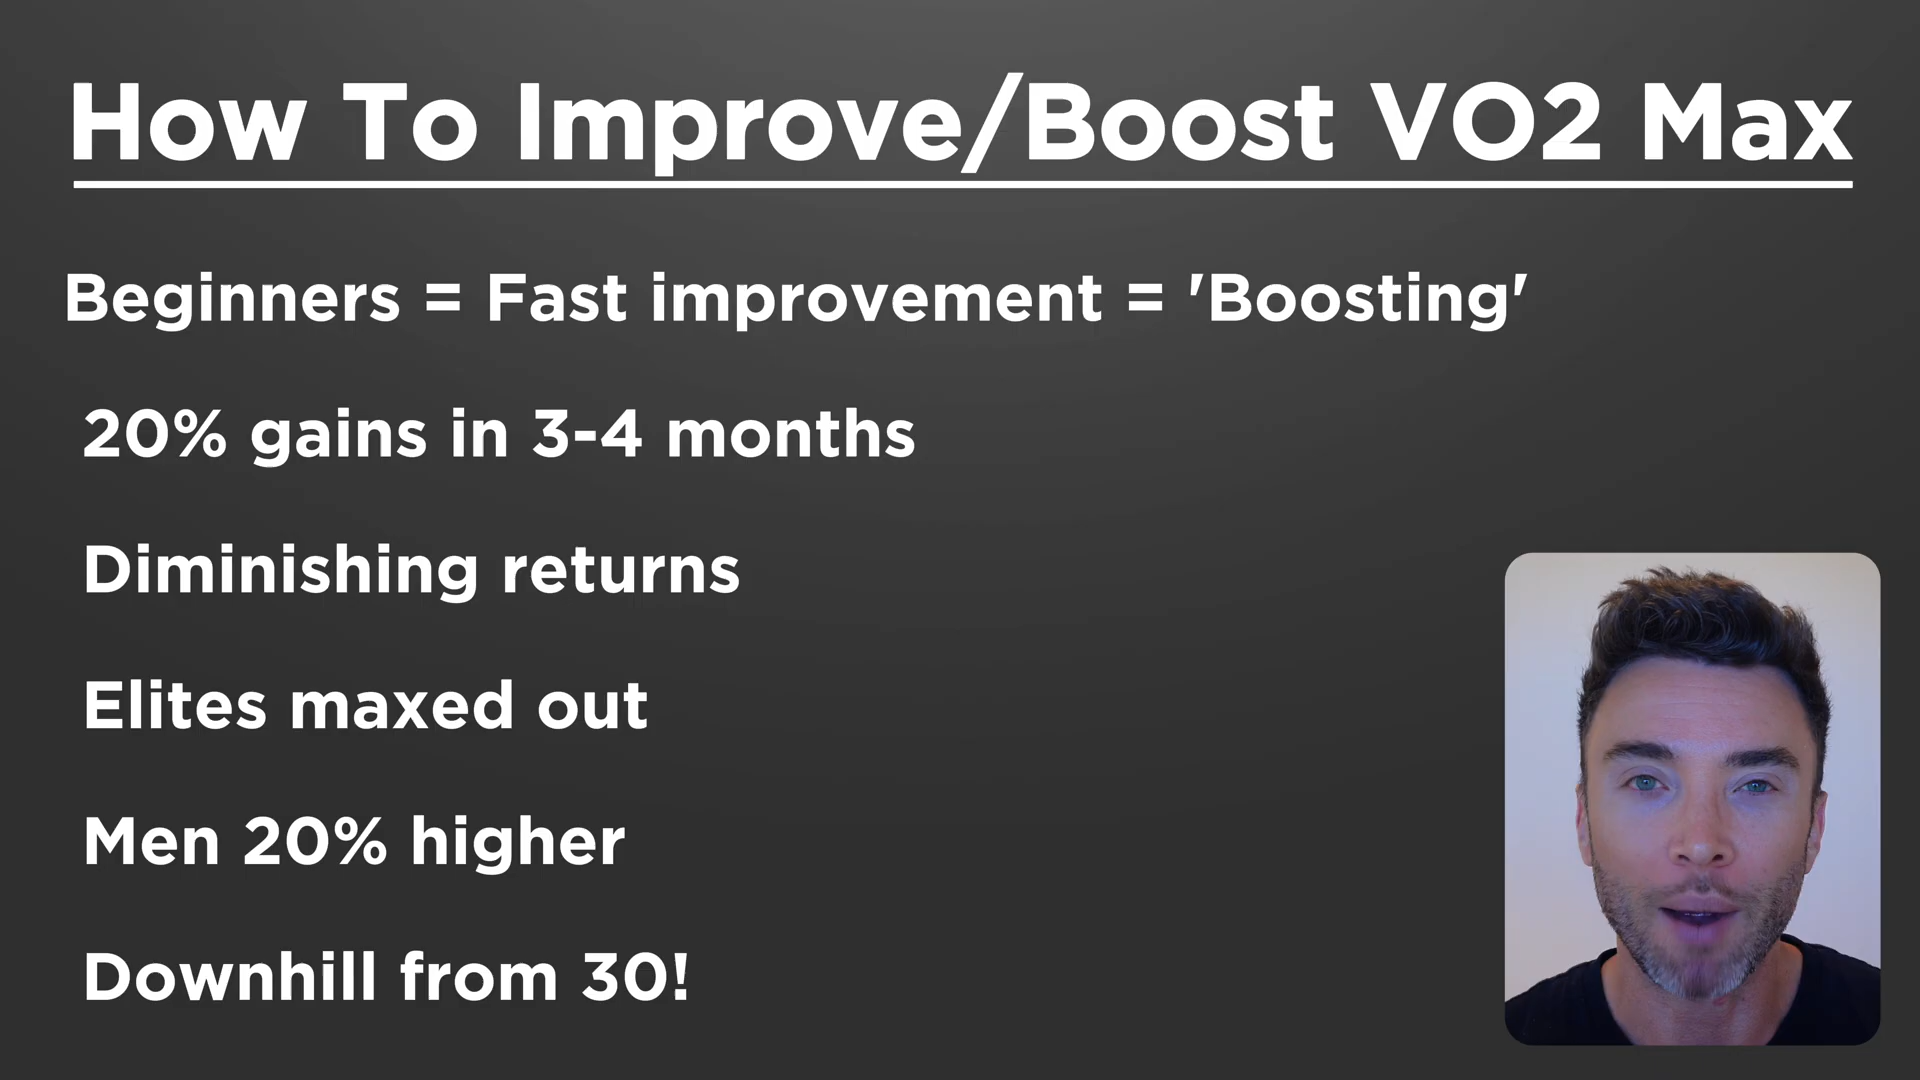 How To Improve/Boost VO2 Max
Beginners = Fast improvement = 'Boosting'
20% gains in 3-4 months
Diminishing returns
Elites maxed out
Men 20% higher
Downhill from 30!